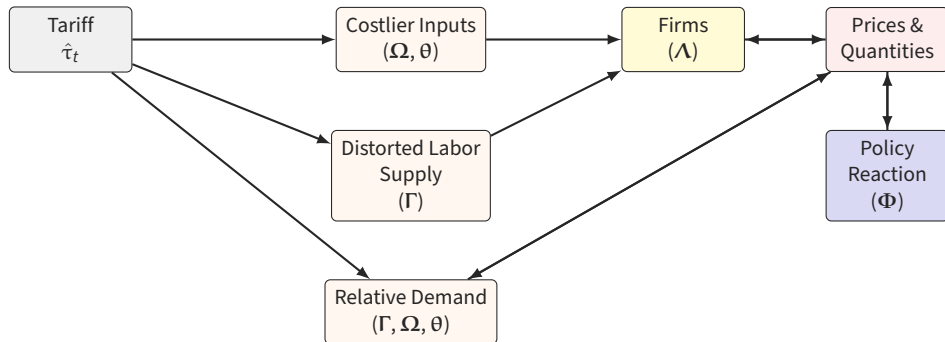 Tariff
τ̂ₜ
Costlier Inputs
(Ω, θ)
Firms
(Λ)
Prices &
Quantities
Distorted Labor
Supply
(Γ)
Policy
Reaction
(Φ)
Relative Demand
(Γ, Ω, θ)